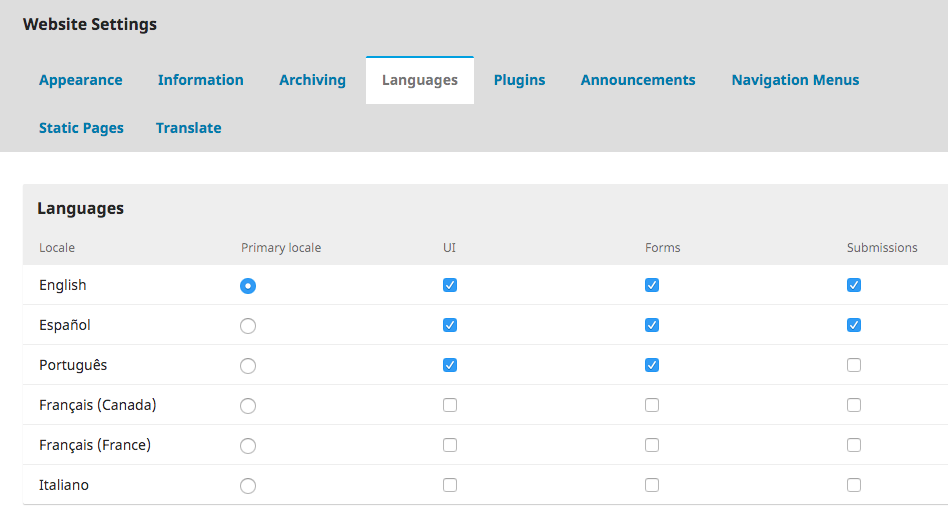 Website Settings
Appearance Information Archiving Languages Plugins Announcements Navigation Menus
Static Pages Translate
Languages
Locale Primary locale UI Forms Submissions
English
Español
Português
Français (Canada)
Français (France)
Italiano